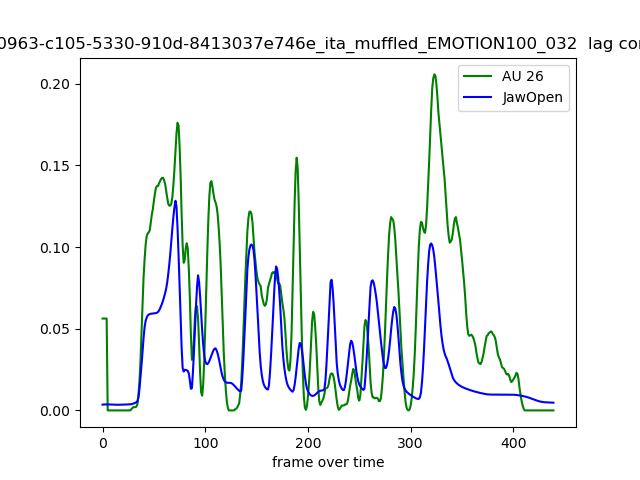 0963-c105-5330-910d-8413037e746e_ita_muffled_EMOTION100_032 lag
AU 26
JawOpen
0.20
0.15
0.10
0.05
0.00
0 100 200 300 400
frame over time